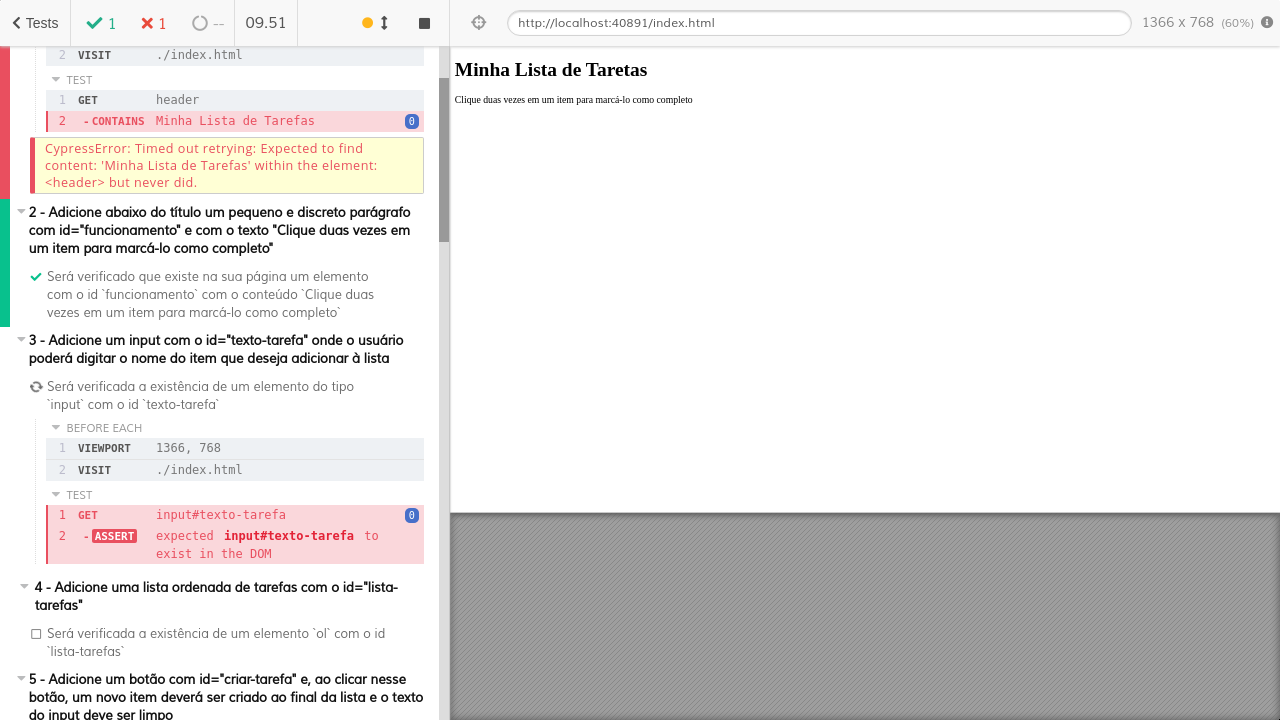 Tests
1
1
--
09.51
http://localhost:40891/index.html
1366 x 768 (60%)
2 VISIT ./index.html
TEST
1 GET header
2 -CONTAINS Minha Lista de Tarefas 0
CypressError: Timed out retrying: Expected to find
content: 'Minha Lista de Tarefas' within the element:
<header> but never did.
2 - Adicione abaixo do título um pequeno e discreto parágrafo
com id="funcionamento" e com o texto "Clique duas vezes em
um item para marcá-lo como completo"
Será verificado que existe na sua página um elemento
com o id `funcionamento` com o conteúdo `Clique duas
vezes em um item para marcá-lo como completo`
3 - Adicione um input com o id="texto-tarefa" onde o usuário
poderá digitar o nome do item que deseja adicionar à lista
Será verificada a existência de um elemento do tipo
`input` com o id `texto-tarefa`
BEFORE EACH
1 VIEWPORT 1366, 768
2 VISIT ./index.html
TEST
1 GET input#texto-tarefa 0
2 -ASSERT expected input#texto-tarefa to
exist in the DOM
4 - Adicione uma lista ordenada de tarefas com o id="lista-
tarefas"
Será verificada a existência de um elemento `ol` com o id
`lista-tarefas`
5 - Adicione um botão com id="criar-tarefa" e, ao clicar nesse
botão, um novo item deverá ser criado ao final da lista e o texto
do input deve ser limpo
Minha Lista de Taretas
Clique duas vezes em um item para marcá-lo como completo